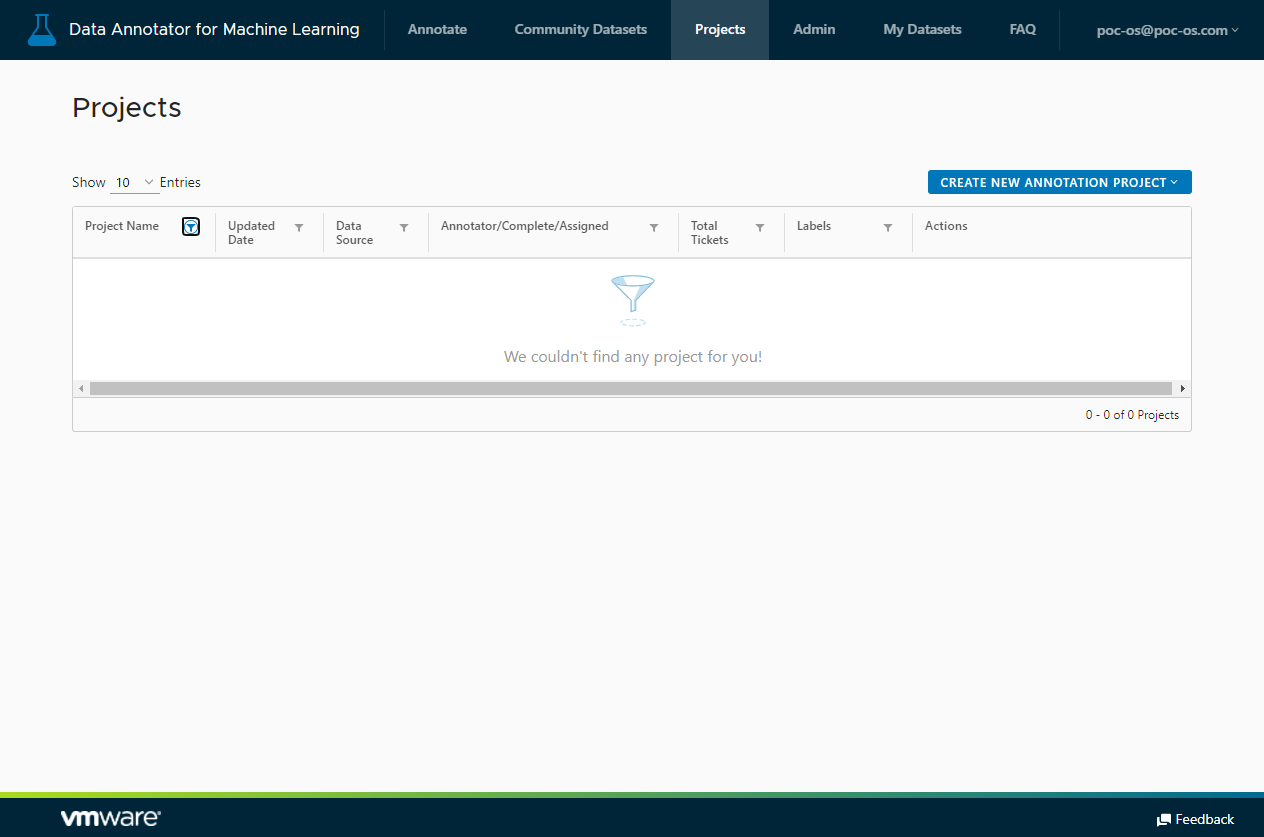 Data Annotator for Machine Learning Annotate Community Datasets Projects Admin My Datasets FAQ poc-os@poc-os.com
Projects
Show 10 Entries CREATE NEW ANNOTATION PROJECT
Project Name Updated Date Data Source Annotator/Complete/Assigned Total Tickets Labels Actions
We couldn't find any project for you!
0 - 0 of 0 Projects
vmware Feedback